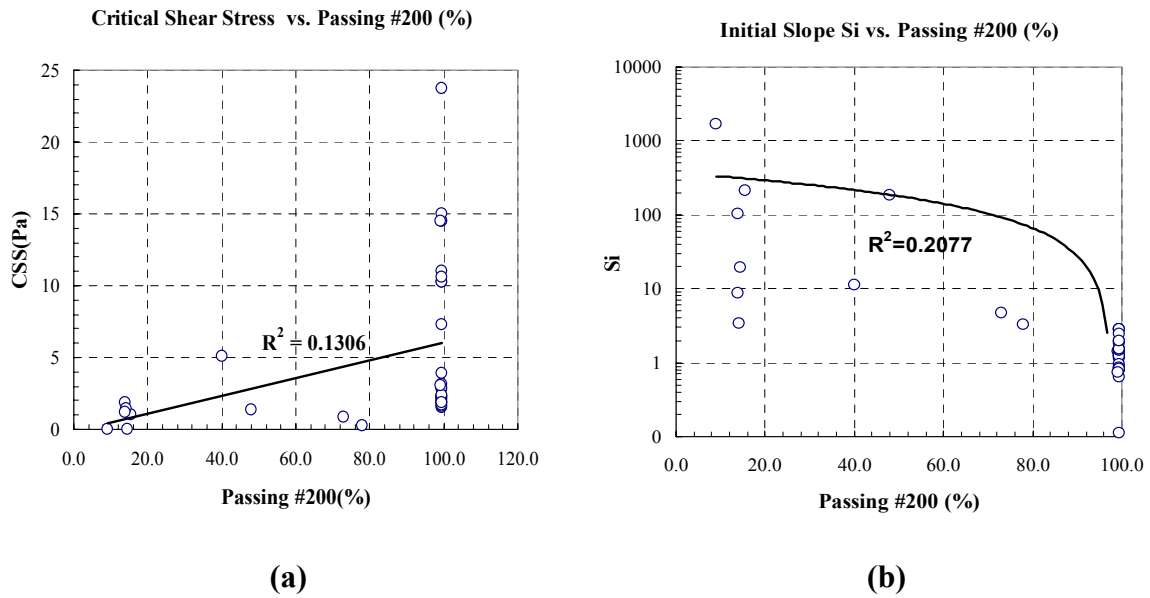 Critical Shear Stress vs. Passing #200 (%)
25
20
15
10
5
0
CSS(Pa)
R² = 0.1306
0.0 20.0 40.0 60.0 80.0 100.0 120.0
Passing #200(%)
(a)
Initial Slope Si vs. Passing #200 (%)
10000
1000
100
10
1
0
Si
R²=0.2077
0.0 20.0 40.0 60.0 80.0 100.0
Passing #200 (%)
(b)